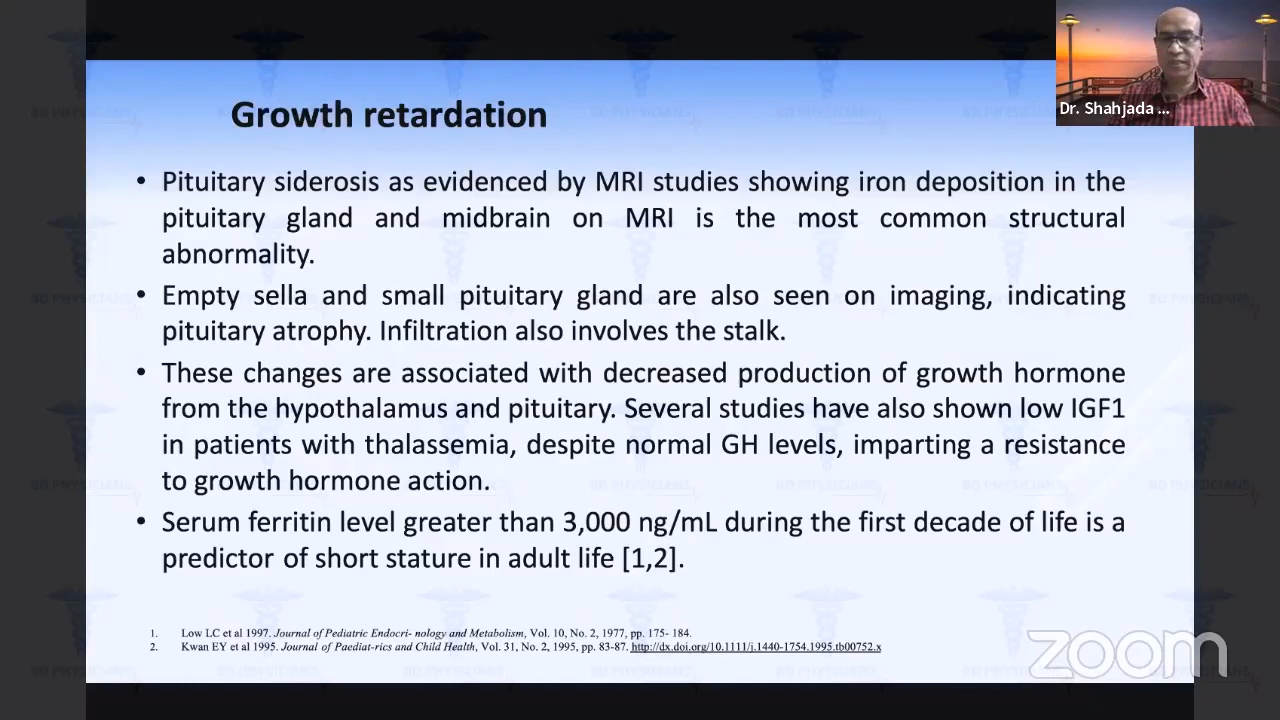 Growth retardation
Dr. Shahjada ...
• Pituitary siderosis as evidenced by MRI studies showing iron deposition in the
pituitary gland and midbrain on MRI is the most common structural
abnormality.
• Empty sella and small pituitary gland are also seen on imaging, indicating
pituitary atrophy. Infiltration also involves the stalk.
• These changes are associated with decreased production of growth hormone
from the hypothalamus and pituitary. Several studies have also shown low IGF1
in patients with thalassemia, despite normal GH levels, imparting a resistance
to growth hormone action.
• Serum ferritin level greater than 3,000 ng/mL during the first decade of life is a
predictor of short stature in adult life [1,2].
1. Low LC et al 1997. Journal of Pediatric Endocri- nology and Metabolism, Vol. 10, No. 2, 1977, pp. 175- 184.
2. Kwan EY et al 1995. Journal of Paediat-rics and Child Health, Vol. 31, No. 2, 1995, pp. 83-87. http://dx.doi.org/10.1111/j.1440-1754.1995.tb00752.x
zoom
BD PHYSICIANS